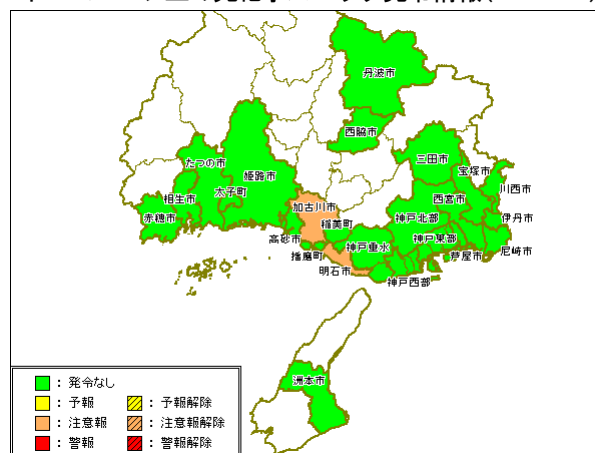 丹波市
西脇市
三田市
宝塚市
たつの市
川西市
相生市
太子町
姫路市
西宮市
赤穂市
加古川市
神戸北部
伊丹市
稲美町
高砂市
神戸垂水
神戸東部
尼崎市
播磨町
芦屋市
明石市
神戸西部
洲本市
：発令なし
：予報 ：予報解除
：注意報 ：注意報解除
：警報 ：警報解除